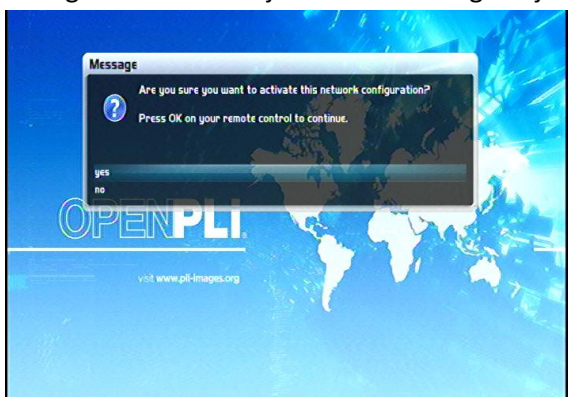 Message
Are you sure you want to activate this network configuration?
Press OK on your remote control to continue.
yes
no
OPENPLi.
visit www.pli-images.org